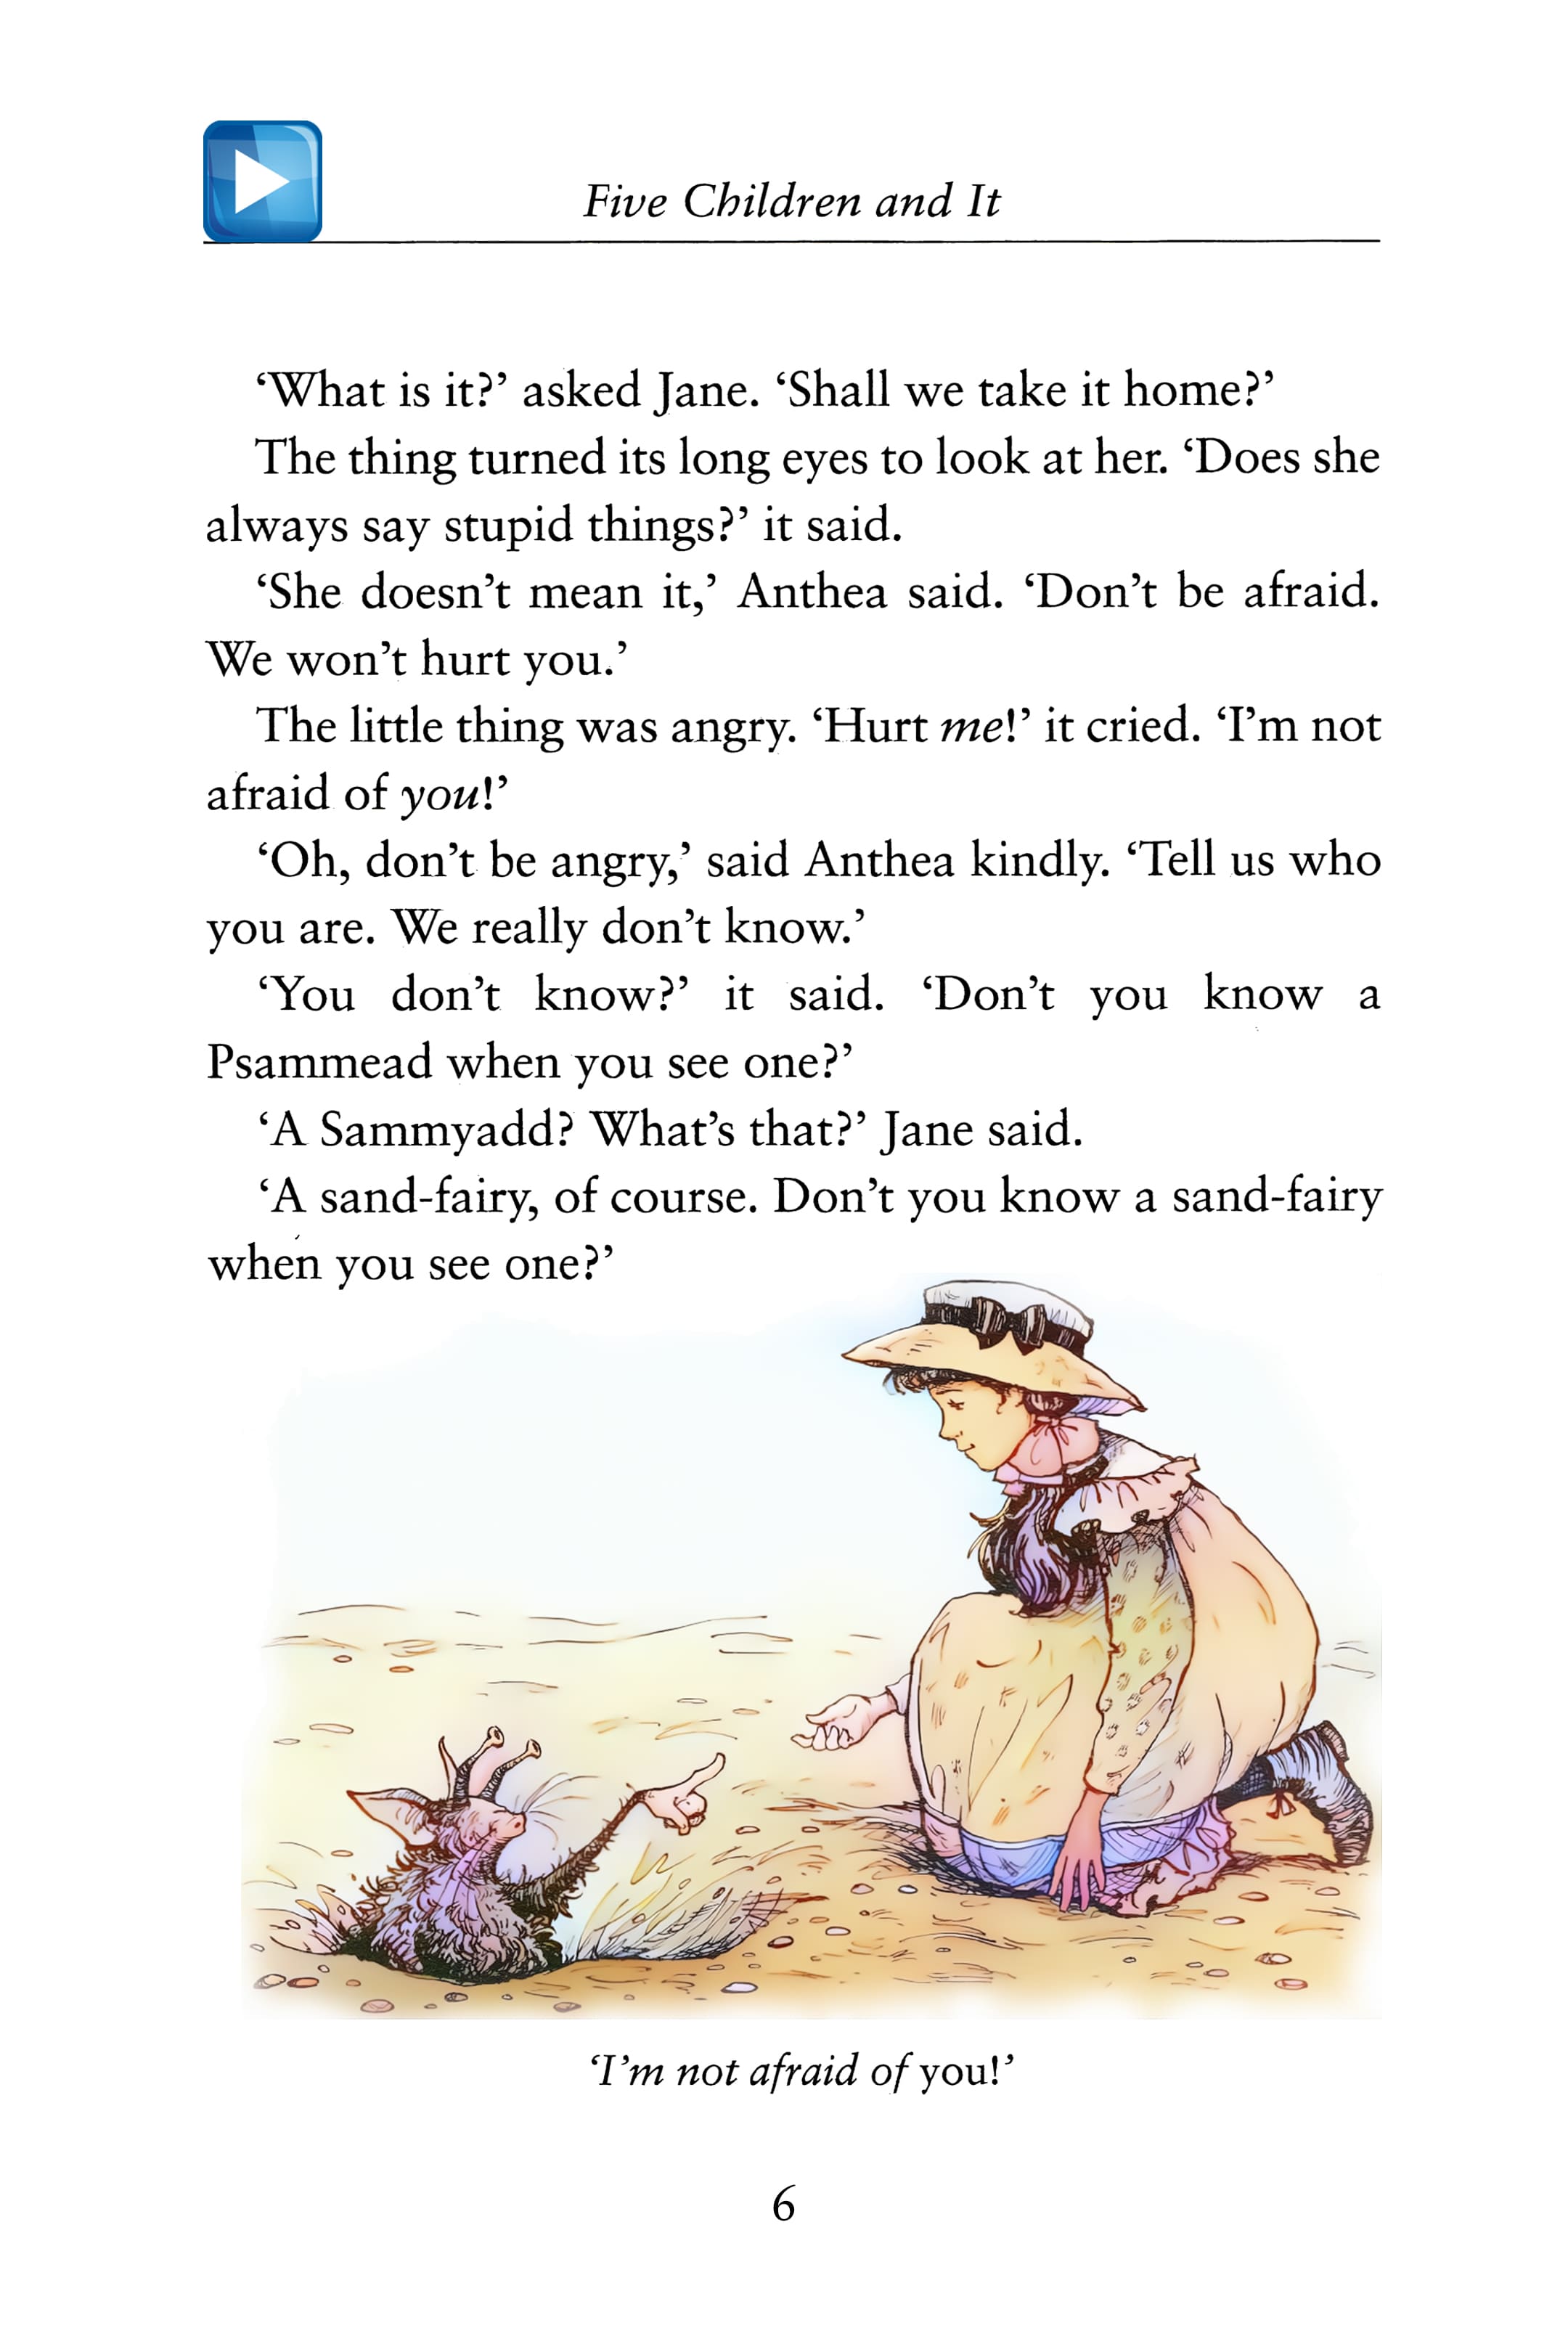 Five Children and It
‘What is it?’ asked Jane. ‘Shall we take it home?’
The thing turned its long eyes to look at her. ‘Does she
always say stupid things?’ it said.
‘She doesn’t mean it,’ Anthea said. ‘Don’t be afraid.
We won’t hurt you.’
The little thing was angry. ‘Hurt me!’ it cried. ‘I’m not
afraid of you!’
‘Oh, don’t be angry,’ said Anthea kindly. ‘Tell us who
you are. We really don’t know.’
‘You don’t know?’ it said. ‘Don’t you know a
Psammead when you see one?’
‘A Sammyadd? What’s that?’ Jane said.
‘A sand-fairy, of course. Don’t you know a sand-fairy
when you see one?’
‘I’m not afraid of you!’
6